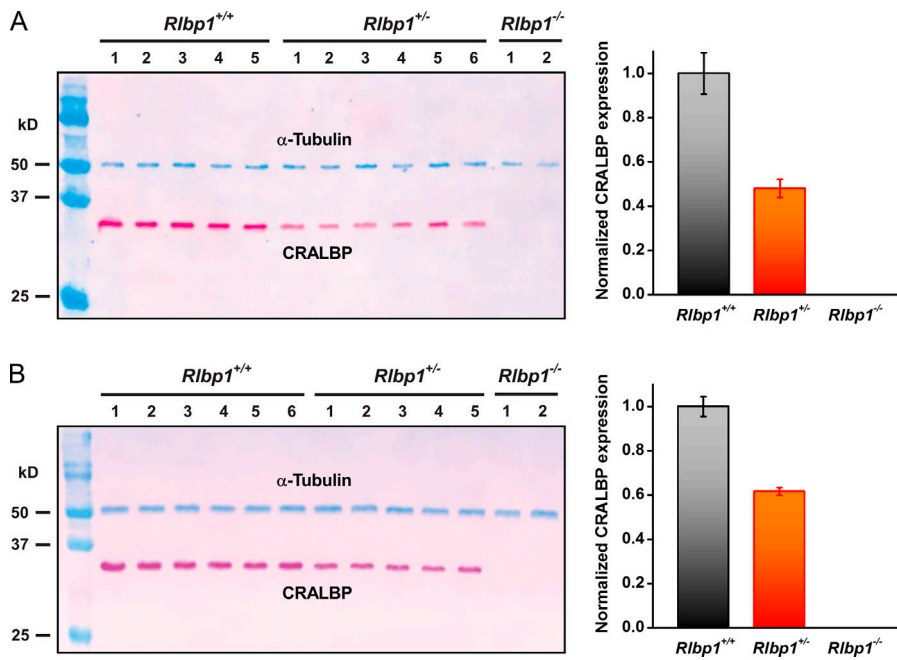 A
Rlbp1+/+ Rlbp1+/- Rlbp1-/-
1 2 3 4 5 1 2 3 4 5 6 1 2
kD
α-Tubulin
50
37
CRALBP
25
Normalized CRALBP expression
1.0
0.8
0.6
0.4
0.2
0.0
Rlbp1+/+ Rlbp1+/- Rlbp1-/-
B
Rlbp1+/+ Rlbp1+/- Rlbp1-/-
1 2 3 4 5 6 1 2 3 4 5 1 2
kD
α-Tubulin
50
37
CRALBP
25
Normalized CRALBP expression
1.0
0.8
0.6
0.4
0.2
0.0
Rlbp1+/+ Rlbp1+/- Rlbp1-/-